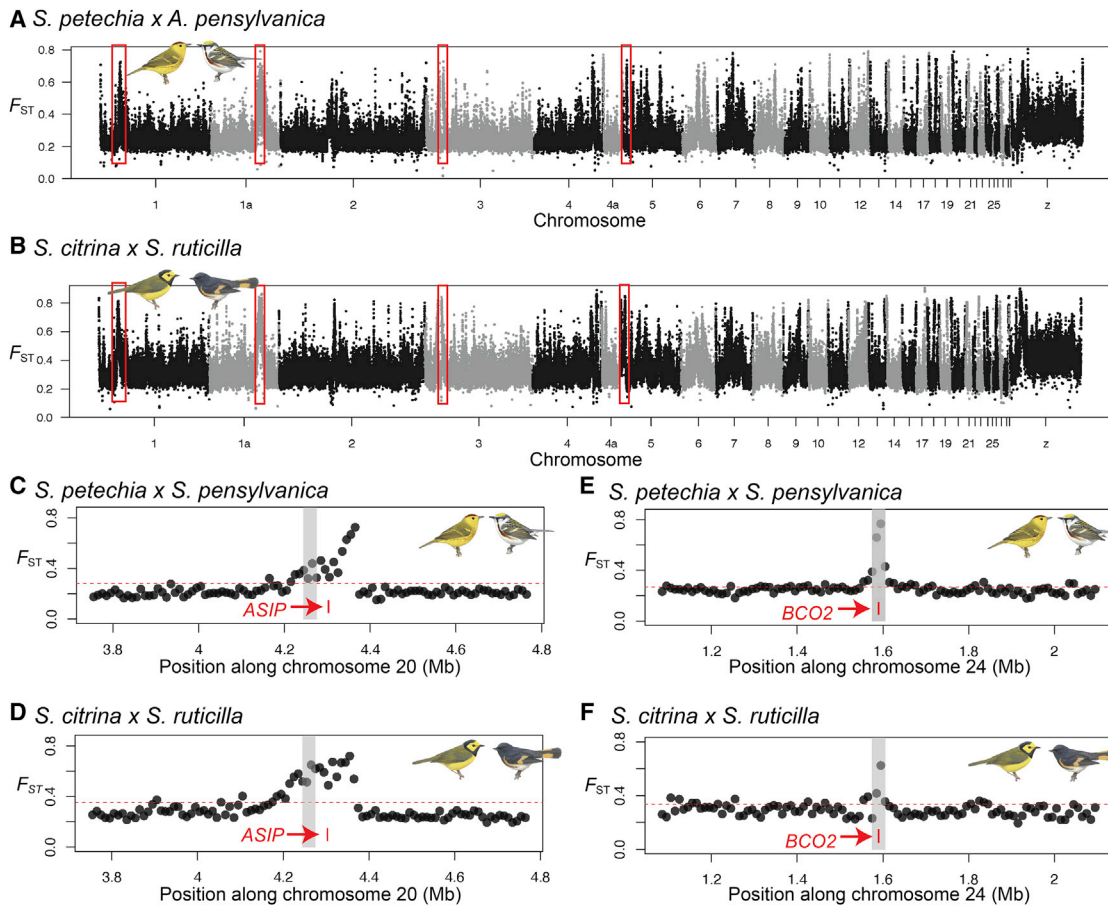 A S. petechia x A. pensylvanica
0.8
0.6
FST 0.4
0.2
0.0
1 1a 2 3 4 4a 5 6 7 8 9 10 12 14 17 19 21 25 z
Chromosome
B S. citrina x S. ruticilla
0.8
0.6
FST 0.4
0.2
0.0
1 1a 2 3 4 4a 5 6 7 8 9 10 12 14 17 19 21 25 z
Chromosome
C S. petechia x S. pensylvanica
0.8
FST
0.4
0.0
ASIP
3.8 4 4.2 4.4 4.6 4.8
Position along chromosome 20 (Mb)
E S. petechia x S. pensylvanica
0.8
FST
0.4
0.0
BCO2
1.2 1.4 1.6 1.8 2
Position along chromosome 24 (Mb)
D S. citrina x S. ruticilla
0.8
FST
0.4
0.0
ASIP
3.8 4 4.2 4.4 4.6 4.8
Position along chromosome 20 (Mb)
F S. citrina x S. ruticilla
0.8
FST
0.4
0.0
BCO2
1.2 1.4 1.6 1.8 2
Position along chromosome 24 (Mb)